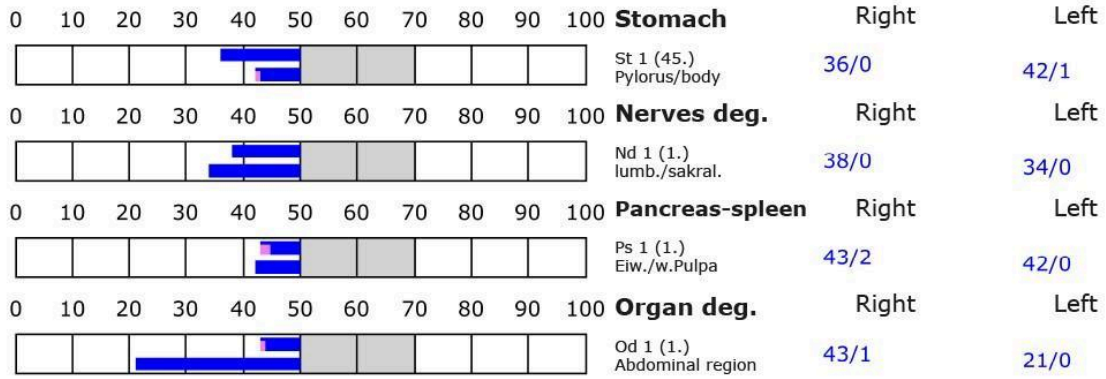 0 10 20 30 40 50 60 70 80 90 100 Stomach Right Left
St 1 (45.) 36/0 42/1
Pylorus/body
0 10 20 30 40 50 60 70 80 90 100 Nerves deg. Right Left
Nd 1 (1.) 38/0 34/0
lumb./sakral.
0 10 20 30 40 50 60 70 80 90 100 Pancreas-spleen Right Left
Ps 1 (1.) 43/2 42/0
Eiw./w.Pulpa
0 10 20 30 40 50 60 70 80 90 100 Organ deg. Right Left
Od 1 (1.) 43/1 21/0
Abdominal region